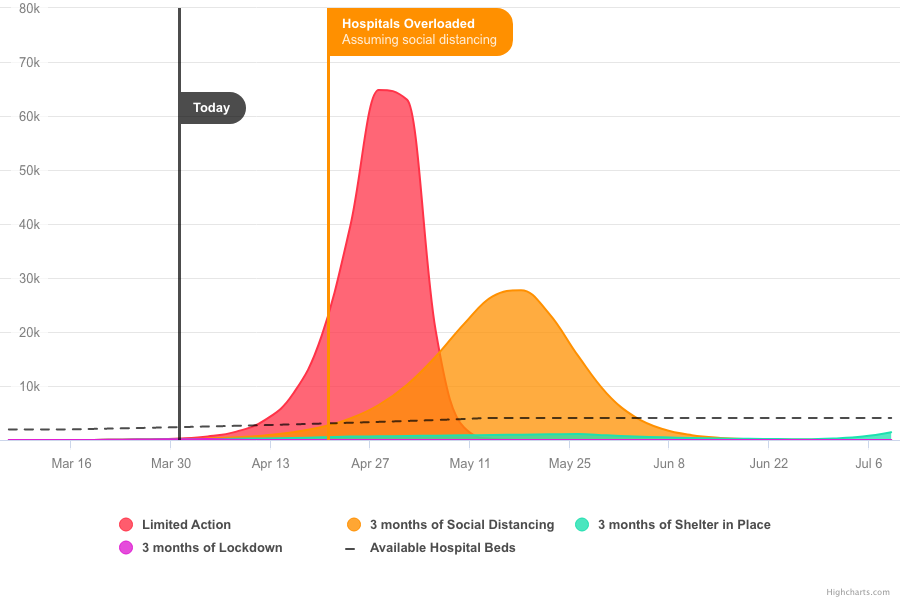 80k
Hospitals Overloaded
Assuming social distancing
70k
Today
60k
50k
40k
30k
20k
10k
Mar 16 Mar 30 Apr 13 Apr 27 May 11 May 25 Jun 8 Jun 22 Jul 6
Limited Action 3 months of Social Distancing 3 months of Shelter in Place
3 months of Lockdown Available Hospital Beds
Highcharts.com